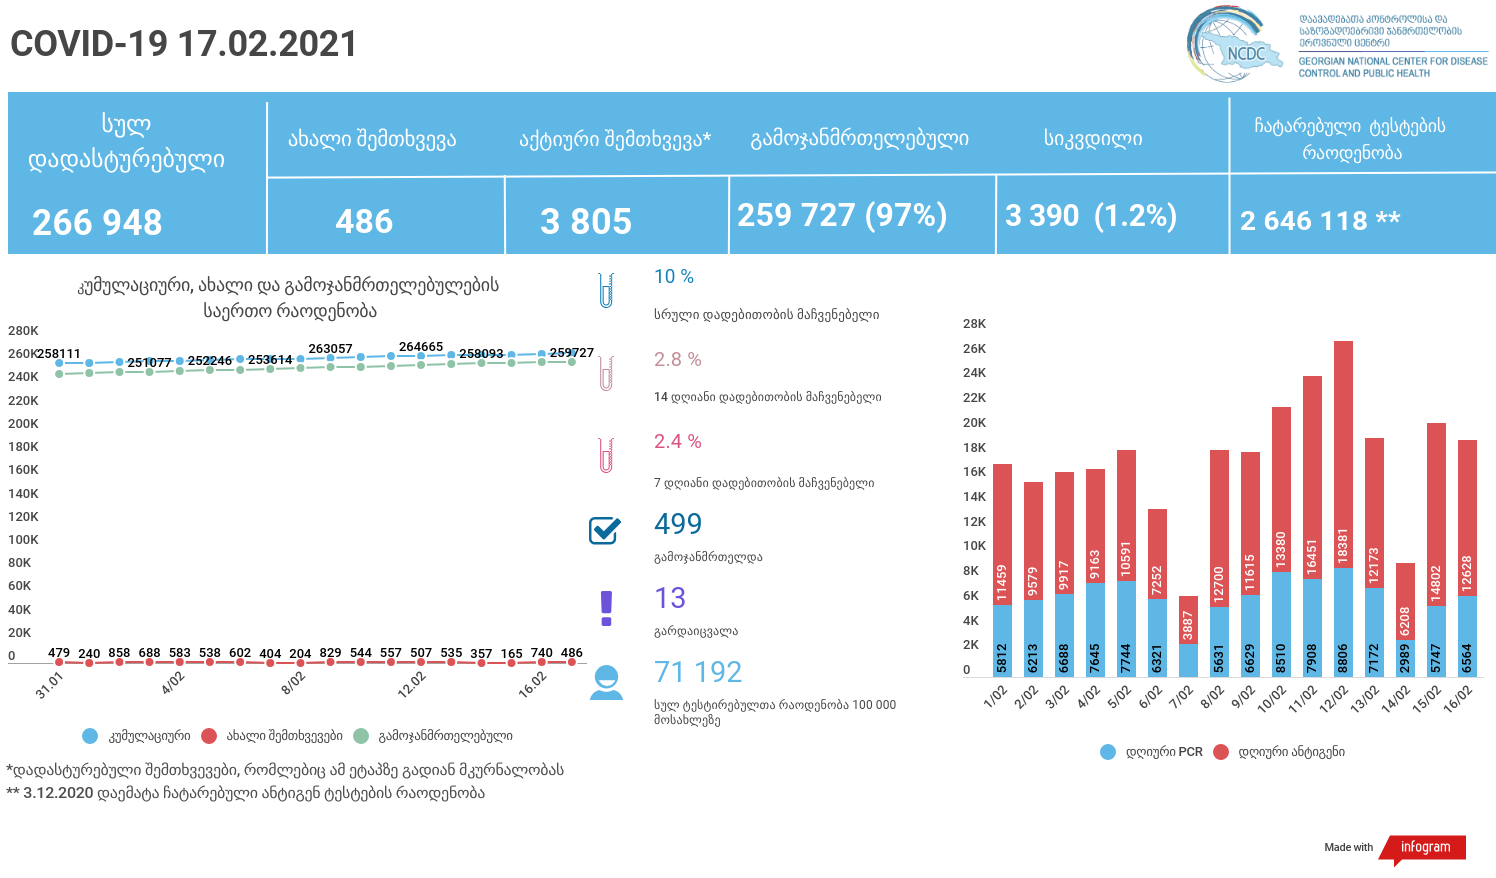 COVID-19 17.02.2021
დაავადებათა კონტროლისა და
საზოგადოებრივი ჯანმრთელობის
ეროვნული ცენტრი
NCDC
GEORGIAN NATIONAL CENTER FOR DISEASE
CONTROL AND PUBLIC HEALTH
სულ
დადასტურებული
266 948
ახალი შემთხვევა
486
აქტიური შემთხვევა*
3 805
გამოჯანმრთელებული
259 727 (97%)
სიკვდილი
3 390 (1.2%)
ჩატარებული ტესტების
რაოდენობა
2 646 118 **
კუმულაციური, ახალი და გამოჯანმრთელებულების
საერთო რაოდენობა
280K
260K
240K
220K
200K
180K
160K
140K
120K
100K
80K
60K
40K
20K
0
258111 251077 252246 253614 263057 264665 258093 259727
479 240 858 688 583 538 602 404 204 829 544 557 507 535 357 165 740 486
31.01 4/02 8/02 12.02 16.02
კუმულაციური ახალი შემთხვევები გამოჯანმრთელებული
*დადასტურებული შემთხვევები, რომლებიც ამ ეტაპზე გადიან მკურნალობას
** 3.12.2020 დაემატა ჩატარებული ანტიგენ ტესტების რაოდენობა
10 %
სრული დადებითობის მაჩვენებელი
2.8 %
14 დღიანი დადებითობის მაჩვენებელი
2.4 %
7 დღიანი დადებითობის მაჩვენებელი
499
გამოჯანმრთელდა
13
გარდაიცვალა
71 192
სულ ტესტირებულთა რაოდენობა 100 000
მოსახლეზე
28K
26K
24K
22K
20K
18K
16K
14K
12K
10K
8K
6K
4K
2K
0
11459 9579 9917 9163 10591 7252 3887 12700 11615 13380 16451 18381 12173 6208 14802 12628
5812 6213 6688 7645 7744 6321 5631 6629 8510 7908 8806 7172 2989 5747 6564
1/02 2/02 3/02 4/02 5/02 6/02 7/02 8/02 9/02 10/02 11/02 12/02 13/02 14/02 15/02 16/02
დღიური PCR დღიური ანტიგენი
Made with infogram